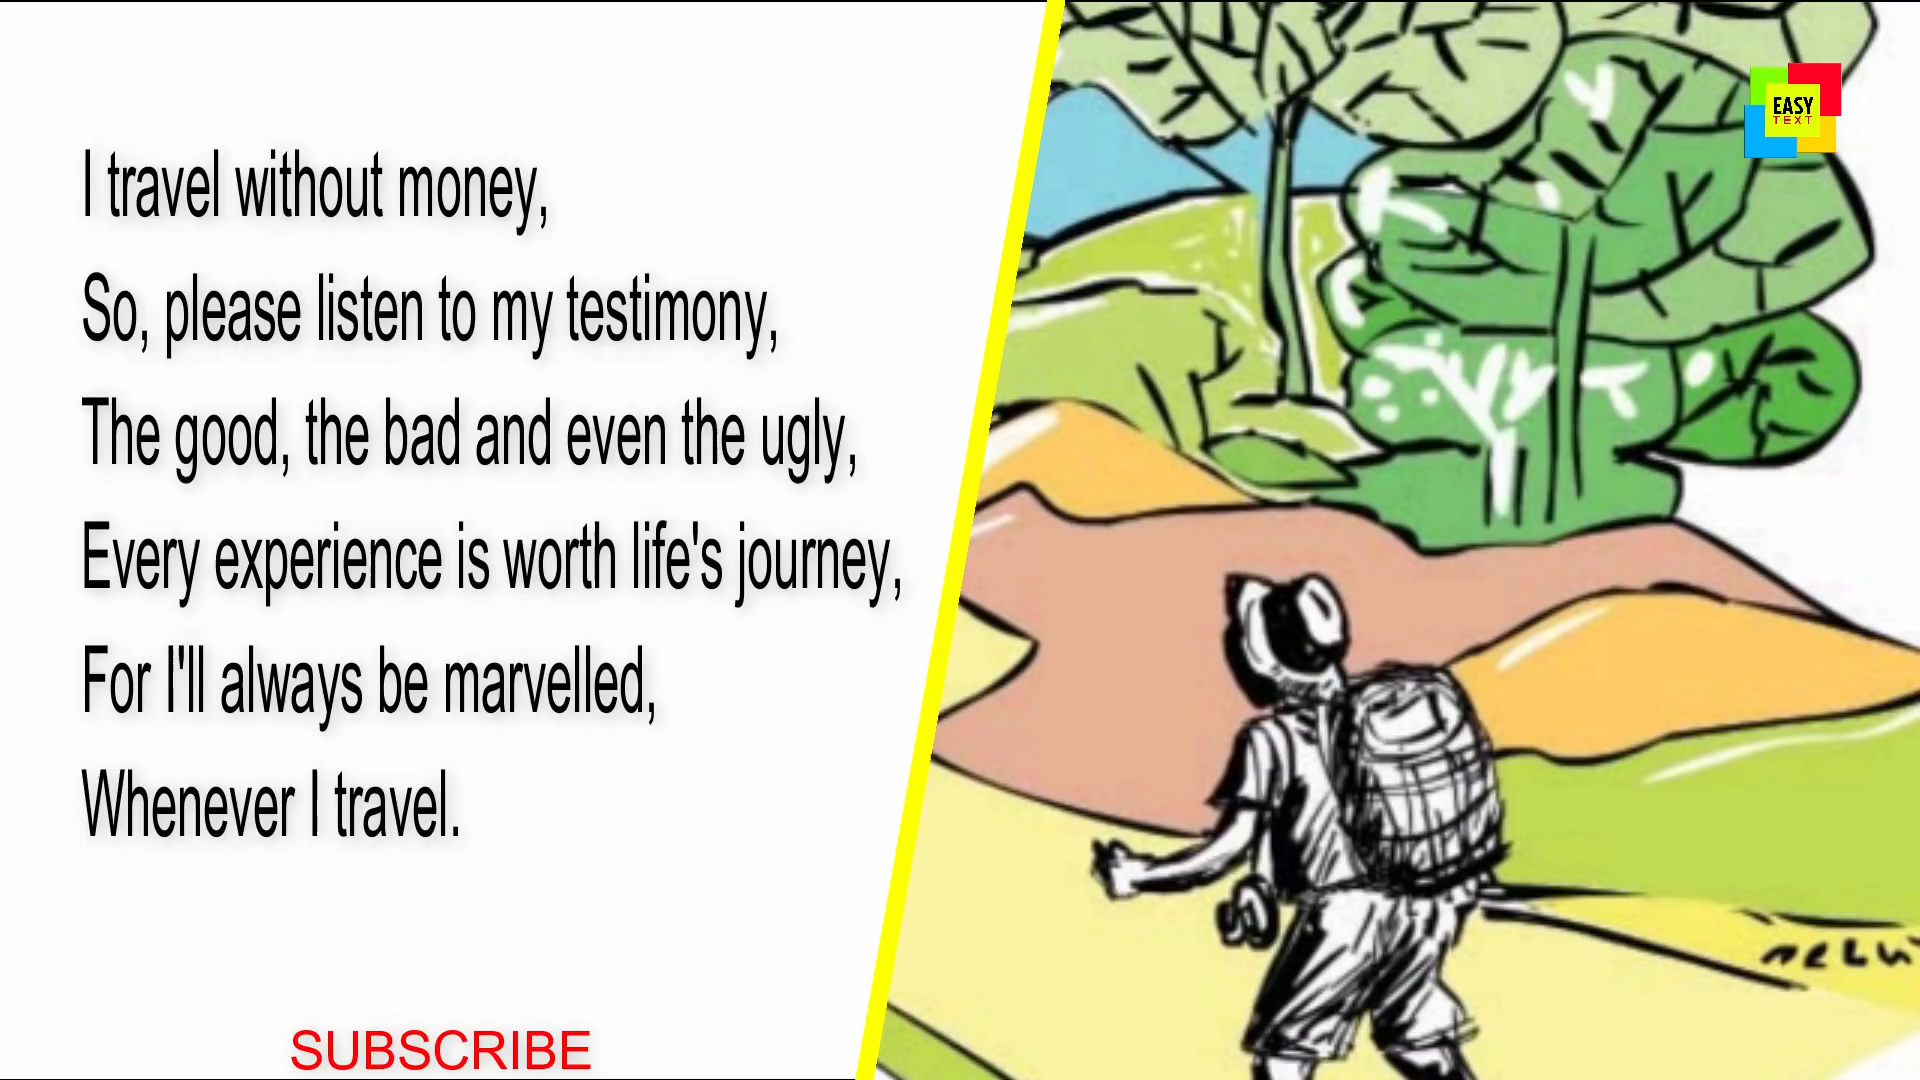 I travel without money,
So, please listen to my testimony,
The good, the bad and even the ugly,
Every experience is worth life's journey,
For I'll always be marvelled,
Whenever I travel.
SUBSCRIBE
EASY
TEXT